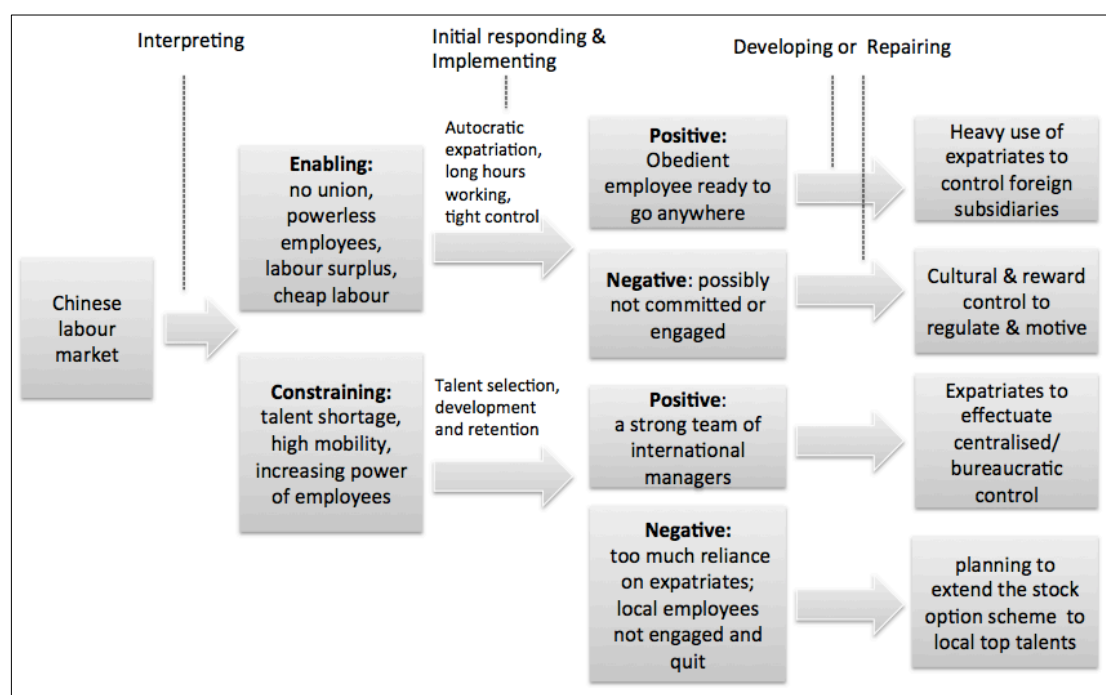 Interpreting
Initial responding &
Implementing
Developing or Repairing
Chinese
labour
market
Enabling:
no union,
powerless
employees,
labour surplus,
cheap labour
Constraining:
talent shortage,
high mobility,
increasing power
of employees
Autocratic
expatriation,
long hours
working,
tight control
Talent selection,
development
and retention
Positive:
Obedient
employee ready to
go anywhere
Negative: possibly
not committed or
engaged
Positive:
a strong team of
international
managers
Negative:
too much reliance
on expatriates;
local employees
not engaged and
quit
Heavy use of
expatriates to
control foreign
subsidiaries
Cultural & reward
control to
regulate & motive
Expatriates to
effectuate
centralised/
bureaucratic
control
planning to
extend the stock
option scheme to
local top talents